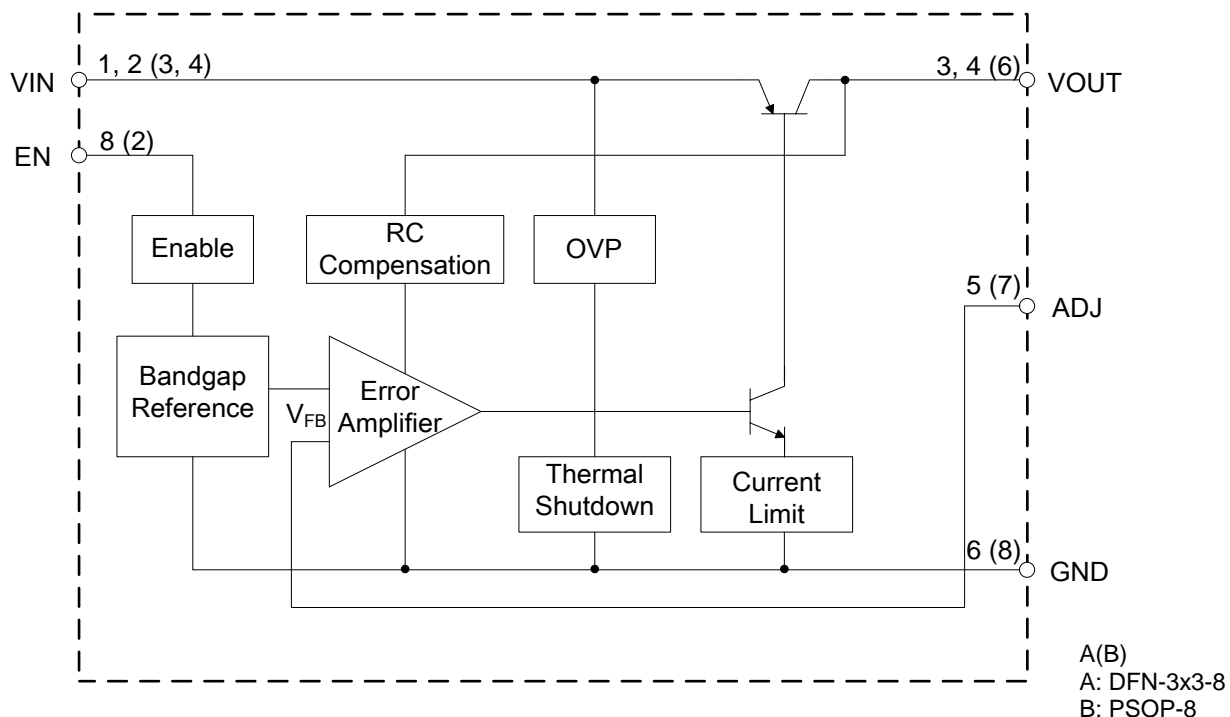 VIN
1, 2 (3, 4)
3, 4 (6)
VOUT
EN
8 (2)
Enable
RC
Compensation
OVP
5 (7)
ADJ
Bandgap
Reference
VFB
Error
Amplifier
Thermal
Shutdown
Current
Limit
6 (8)
GND
A(B)
A: DFN-3x3-8
B: PSOP-8